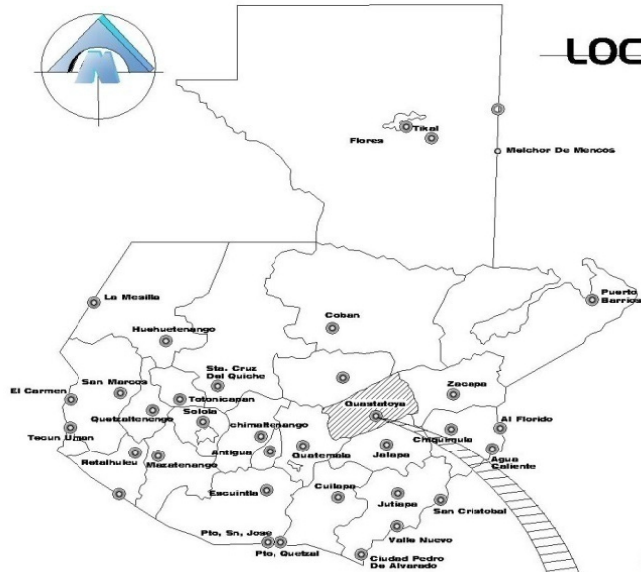 LOC
Tikal
Flores
Melchor De Mencos
La Mesilla
Puerto
Barrios
Coban
Huehuetenango
Sta. Cruz
Del Quiche
San Marcos
Zacapa
El Carmen
Totonicapan
Guastatoya
Quetzaltenengo
Solola
Al Florido
Tecun Uman
chimaltenango
Chiquimula
Antigua
Guatemala
Jalapa
Agua
Caliente
Retalhuleu
Mazatenango
Escuintla
Cuilapa
Jutiapa
San Cristobal
Pto, Sn, José
Valle Nuevo
Pto, Quetzal
Ciudad Pedro
De Alvarado